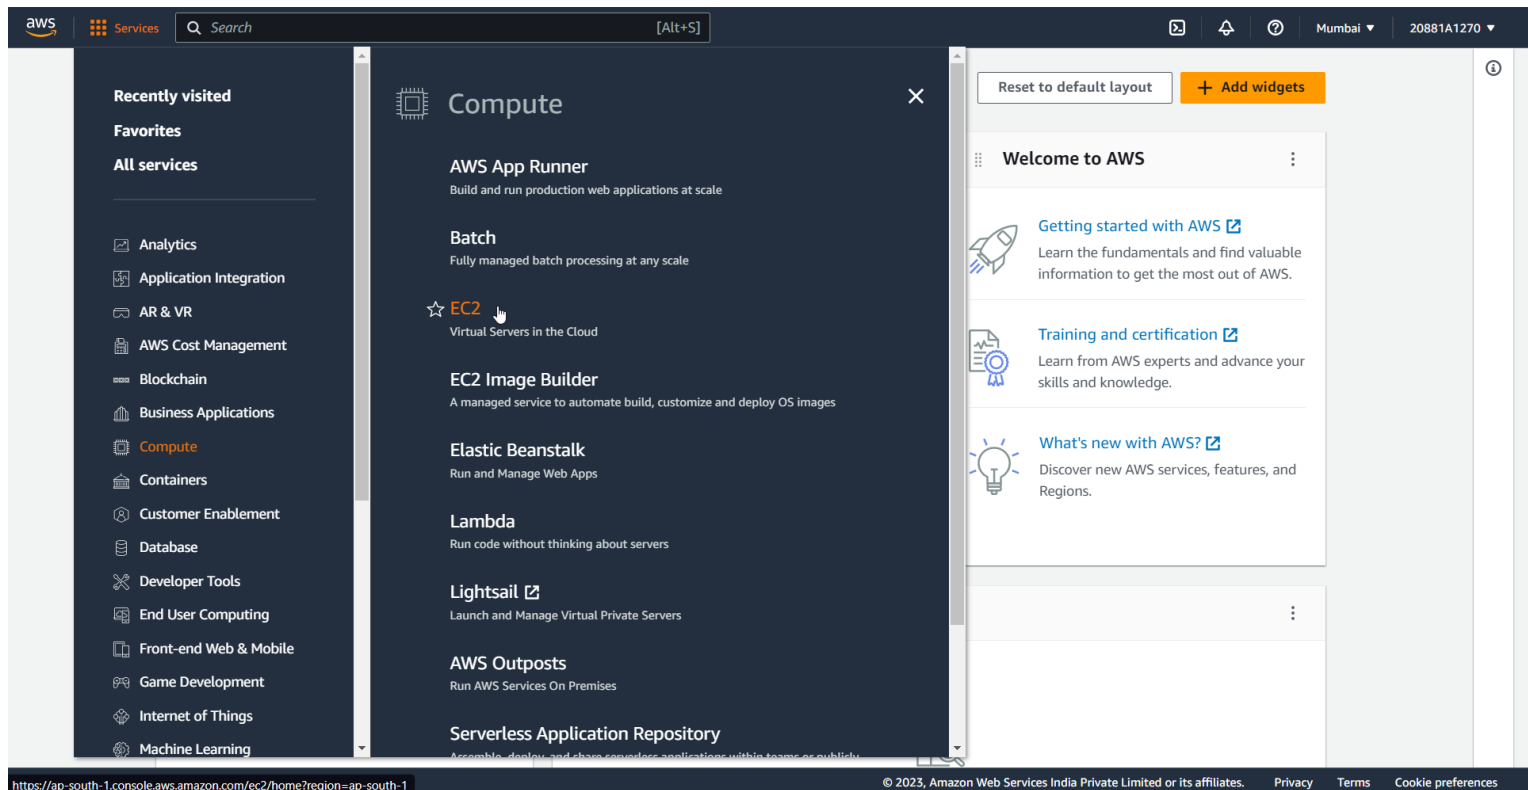 aws
Services
Search
[Alt+S]
Mumbai
20881A1270
Recently visited
Favorites
All services
Analytics
Application Integration
AR & VR
AWS Cost Management
Blockchain
Business Applications
Compute
Containers
Customer Enablement
Database
Developer Tools
End User Computing
Front-end Web & Mobile
Game Development
Internet of Things
Machine Learning
Compute
AWS App Runner
Build and run production web applications at scale
Batch
Fully managed batch processing at any scale
EC2
Virtual Servers in the Cloud
EC2 Image Builder
A managed service to automate build, customize and deploy OS images
Elastic Beanstalk
Run and Manage Web Apps
Lambda
Run code without thinking about servers
Lightsail
Launch and Manage Virtual Private Servers
AWS Outposts
Run AWS Services On Premises
Serverless Application Repository
Assemble, deploy, and share serverless applications within teams or publicly
Reset to default layout
+ Add widgets
Welcome to AWS
Getting started with AWS
Learn the fundamentals and find valuable
information to get the most out of AWS.
Training and certification
Learn from AWS experts and advance your
skills and knowledge.
What's new with AWS?
Discover new AWS services, features, and
Regions.
https://ap-south-1.console.aws.amazon.com/ec2/home?region=ap-south-1
© 2023, Amazon Web Services India Private Limited or its affiliates.
Privacy
Terms
Cookie preferences